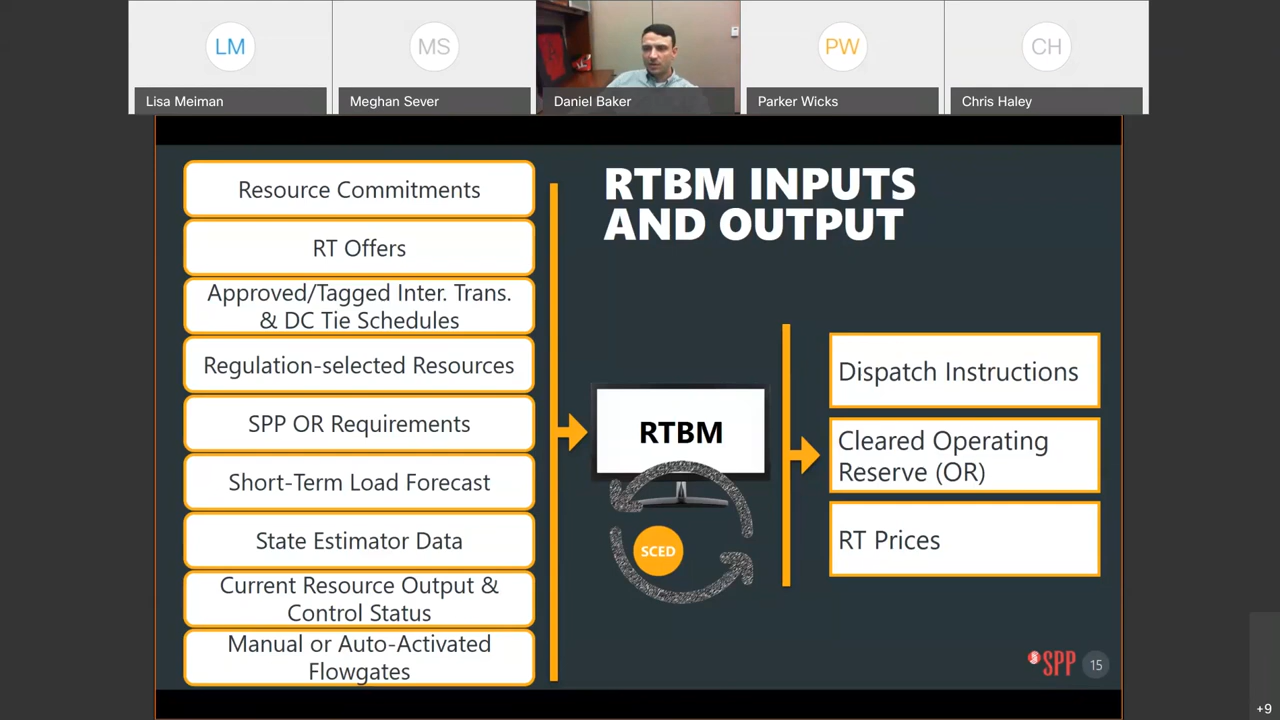 LM
MS
PW
CH
Lisa Meiman
Meghan Sever
Daniel Baker
Parker Wicks
Chris Haley
RTBM INPUTS
AND OUTPUT
Resource Commitments
RT Offers
Approved/Tagged Inter. Trans.
& DC Tie Schedules
Regulation-selected Resources
SPP OR Requirements
Short-Term Load Forecast
State Estimator Data
Current Resource Output &
Control Status
Manual or Auto-Activated
Flowgates
RTBM
SCED
Dispatch Instructions
Cleared Operating
Reserve (OR)
RT Prices
SPP
15
+9